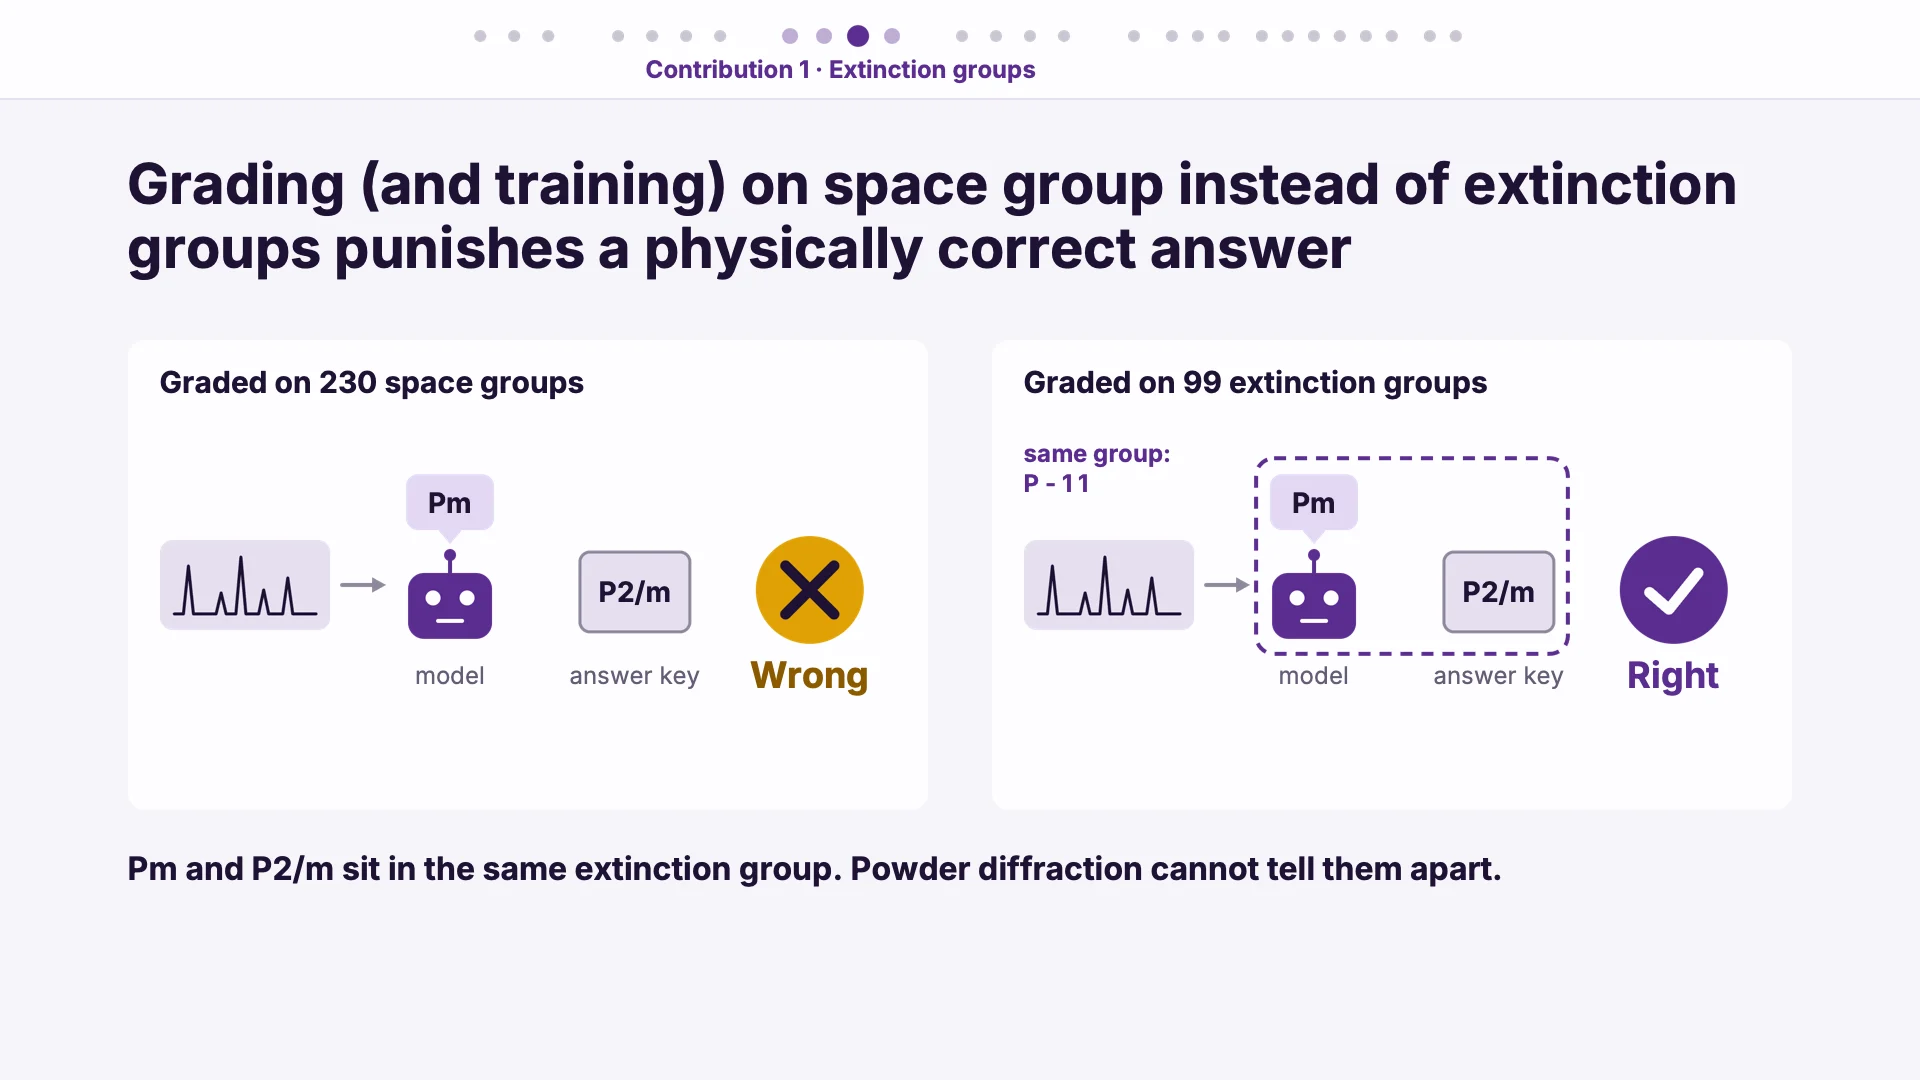 Contribution 1 · Extinction groups
Grading (and training) on space group instead of extinction
groups punishes a physically correct answer
Graded on 230 space groups
Pm
P2/m
model
answer key
Wrong
Graded on 99 extinction groups
same group:
P - 1 1
Pm
P2/m
model
answer key
Right
Pm and P2/m sit in the same extinction group. Powder diffraction cannot tell them apart.